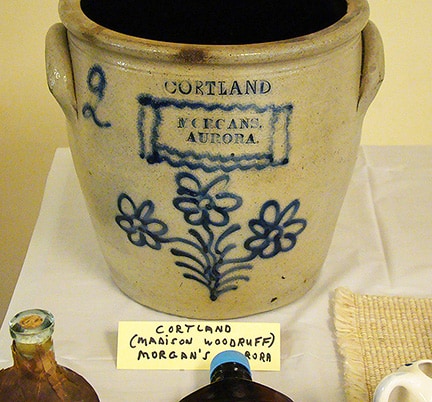 2
CORTLAND
MORGANS.
AURORA.
CORTLAND
(MADISON WOODRUFF)
MORGAN'S